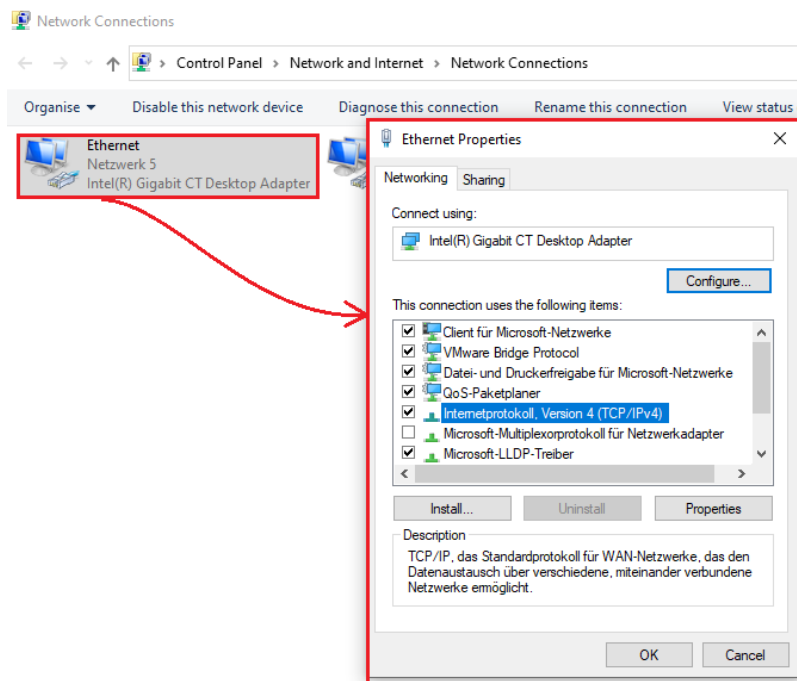 Network Connections
Control Panel > Network and Internet > Network Connections
Organise Disable this network device Diagnose this connection Rename this connection View status
Ethernet
Netzwerk 5
Intel(R) Gigabit CT Desktop Adapter
Ethernet Properties
Networking Sharing
Connect using:
Intel(R) Gigabit CT Desktop Adapter
Configure...
This connection uses the following items:
Client für Microsoft-Netzwerke
VMware Bridge Protocol
Datei- und Druckerfreigabe für Microsoft-Netzwerke
QoS-Paketplaner
Internetprotokoll, Version 4 (TCP/IPv4)
Microsoft-Multiplexorprotokoll für Netzwerkadapter
Microsoft-LLDP-Treiber
Install... Uninstall Properties
Description
TCP/IP, das Standardprotokoll für WAN-Netzwerke, das den
Datenaustausch über verschiedene, miteinander verbundene
Netzwerke ermöglicht.
OK Cancel